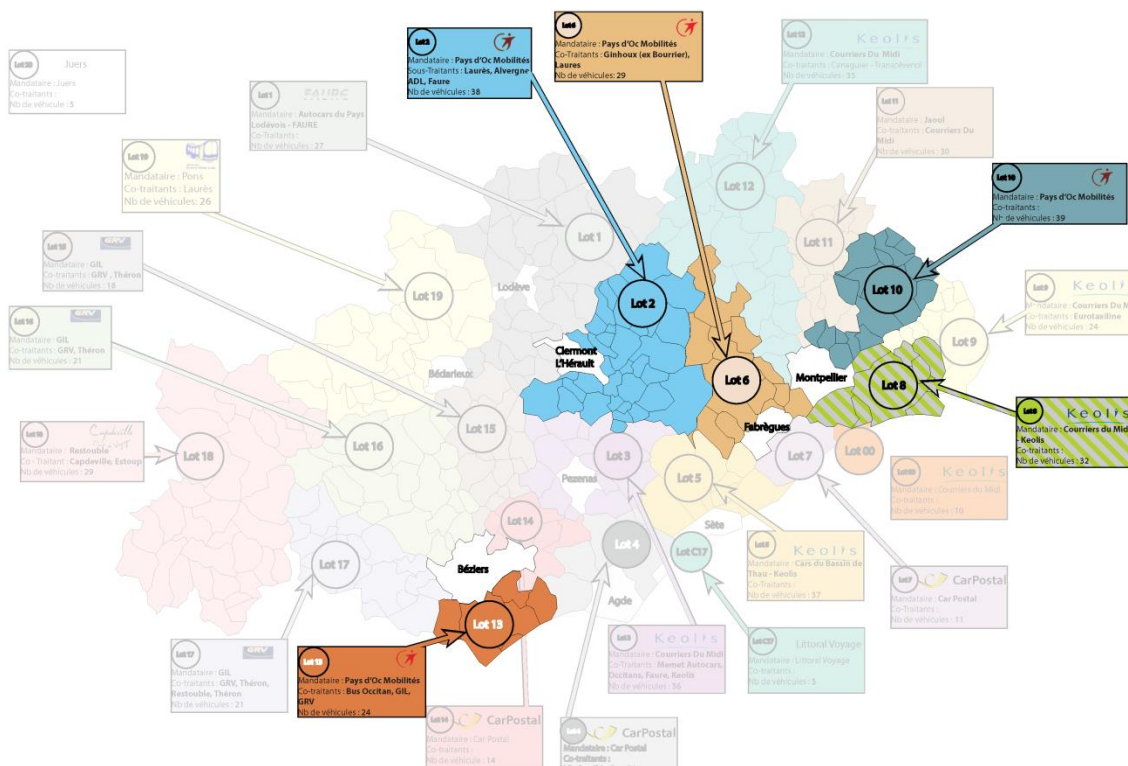 Lot 20
Juers
Mandataire : Juers
Co-traitants :
Nb de véhicule : 3
Lot 1
FAURE
Mandataire : Autocars du Pays
Lodévois - FAURE
Co-Traitants :
Nb de véhicules : 27
Lot 2
Mandataire : Pays d'Oc Mobilités
Sous-Traitants : Laurès, Alvergne
ADL, Faure
Nb de véhicules : 38
Lot 6
Mandataire : Pays d'Oc Mobilités
Co-Traitants : Ginhoux (ex Bourrier),
Laures
Nb de véhicules: 29
Lot 12
Keolis
Mandataire : Courriers Du Midi
Nb de véhicules : 35
Lot 11
Mandataire : Jaoul
Co-traitants : Courriers Du
Midi
Nb de véhicules : 30
Lot 10
Mandataire : Pays d'Oc Mobilités
Co-traitants :
Nb de véhicules : 39
Lot 19
Mandataire : Pons
Co-traitants : Laurès
Nb de véhicules: 26
Lot 15
GRV
Mandataire : GIL
Co-traitants : GRV , Théron
Nb de véhicules : 18
Lot 16
GRV
Mandataire : GIL
Co-traitants : GRV, Théron
Nb de véhicules : 21
Lot 9
Keolis
Mandataire : Courriers du M
Co-traitants : Eurotaxiline
Nb de véhicules : 24
Lot 12
Lot 1
Lot 11
Lot 10
Lot 19
Lot 2
Lodève
Lot 9
Clermont
L'Hérault
Bédarieux
Montpellier
Lot 6
Lot 8
Lot 8
Keolis
Mandataire : Courriers du Mid
- Keolis
Co-traitants :
Nb de véhicules : 32
Lot 18
Mandataire : Restouble
Co - Traitant : Capdeville, Estoup
Nb de véhicules : 29
Lot 18
Lot 16
Lot 15
Fabrègues
Lot 3
Lot 7
Lot 00
Pezenas
Lot 5
Keolis
Mandataire : Courriers du Midi
Co-traitants :
Nb de véhicules : 10
Lot 14
Sète
Lot 4
Lot C17
Lot 17
Béziers
Agde
Lot 5
Keolis
Mandataire : Cars du Bassin de
Thau - Keolis
Co-Traitants :
Nb de véhicules : 37
Lot 7
CarPostal
Mandataire : Car Postal
Co-Traitants :
Nb de véhicules : 11
Lot 13
Lot 17
GRV
Mandataire : GIL
Co-traitants : GRV, Théron,
Restouble, Théron
Nb de véhicules : 21
Lot 13
Mandataire : Pays d'Oc Mobilités
Co-traitants : Bus Occitan, GIL,
GRV
Nb de véhicules : 24
Lot 3
Keolis
Mandataire : Courriers Du Midi
Co-Traitants : Memet Autocars,
Occitans, Faure, Keolis
Nb de véhicules : 36
Lot C17
Littoral Voyage
Mandataire : Littoral Voyage
Co-traitants :
Nb de véhicules : 5
Lot 14
CarPostal
Mandataire : Car Postal
Co-traitants :
Nb de véhicules : 14
Lot 4
CarPostal
Mandataire : Car Postal
Co-traitants :